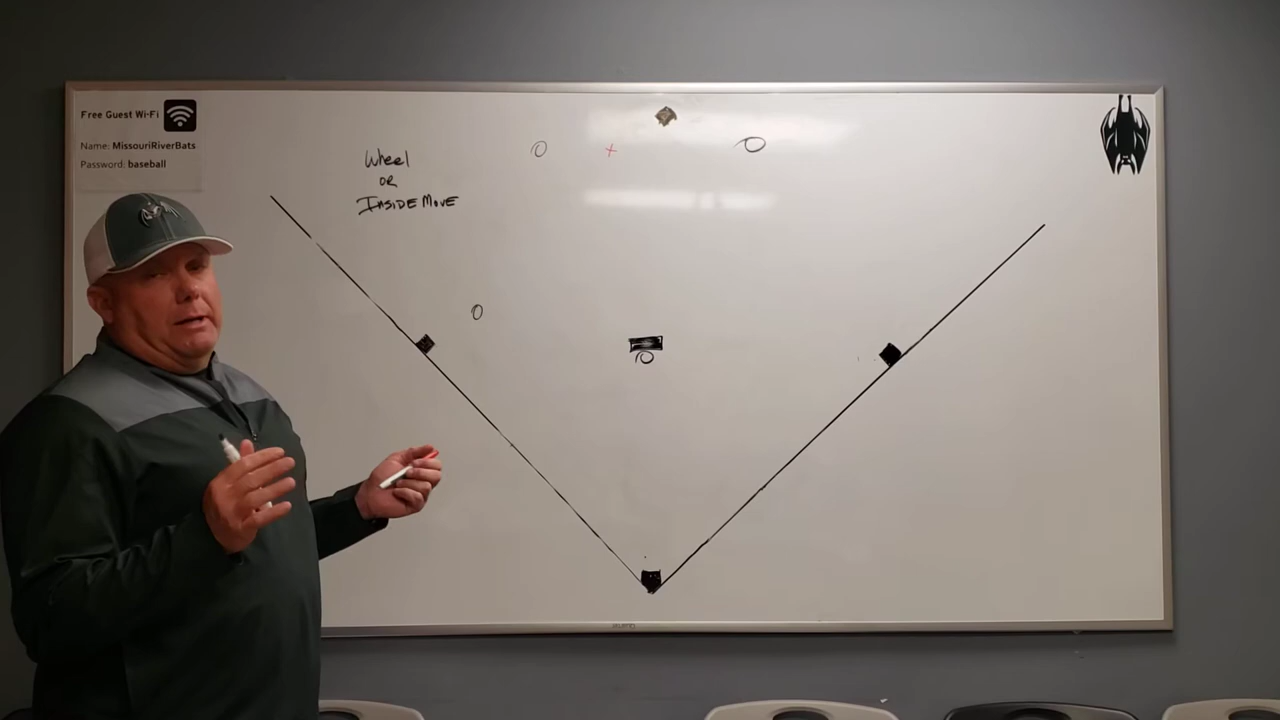 Free Guest Wi-Fi
Name: MissouriRiverBats
Password: baseball
Wheel
OR
INSIDE MOVE